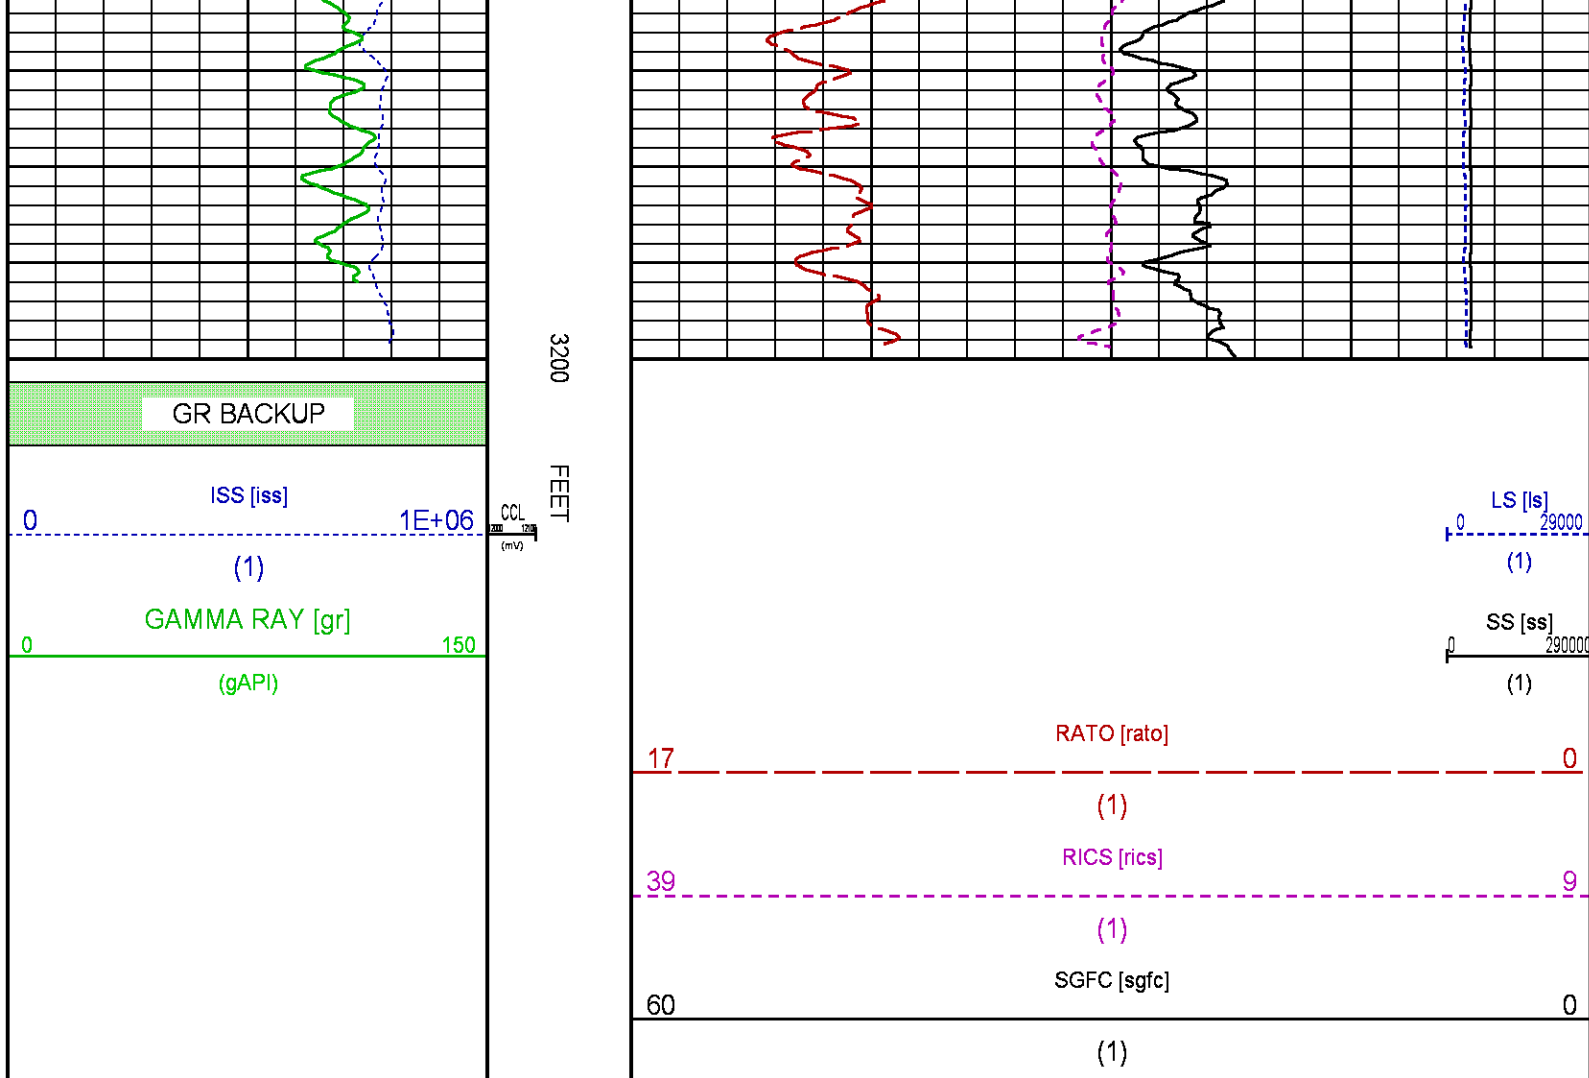 3200
GR BACKUP
FEET
ISS [iss]
0 1E+06
(1)
CCL
(mV)
GAMMA RAY [gr]
0 150
(gAPI)
LS [ls]
0 29000
(1)
SS [ss]
0 290000
(1)
RATO [rato]
17 0
(1)
RICS [rics]
39 9
(1)
SGFC [sgfc]
60 0
(1)